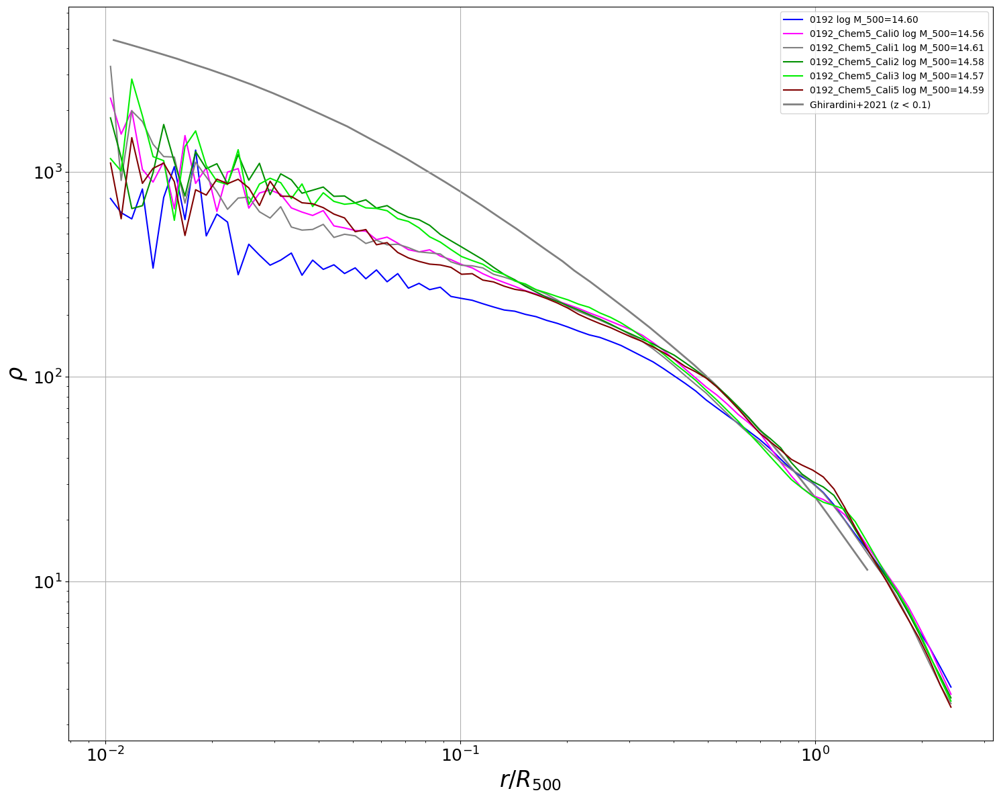 0192 log M_500=14.60
0192_Chem5_Cali0 log M_500=14.56
0192_Chem5_Cali1 log M_500=14.61
0192_Chem5_Cali2 log M_500=14.58
0192_Chem5_Cali3 log M_500=14.57
0192_Chem5_Cali5 log M_500=14.59
Ghirardini+2021 (z < 0.1)
10³
10²
10¹
ρ
10⁻² 10⁻¹ 10⁰
r/R₅₀₀